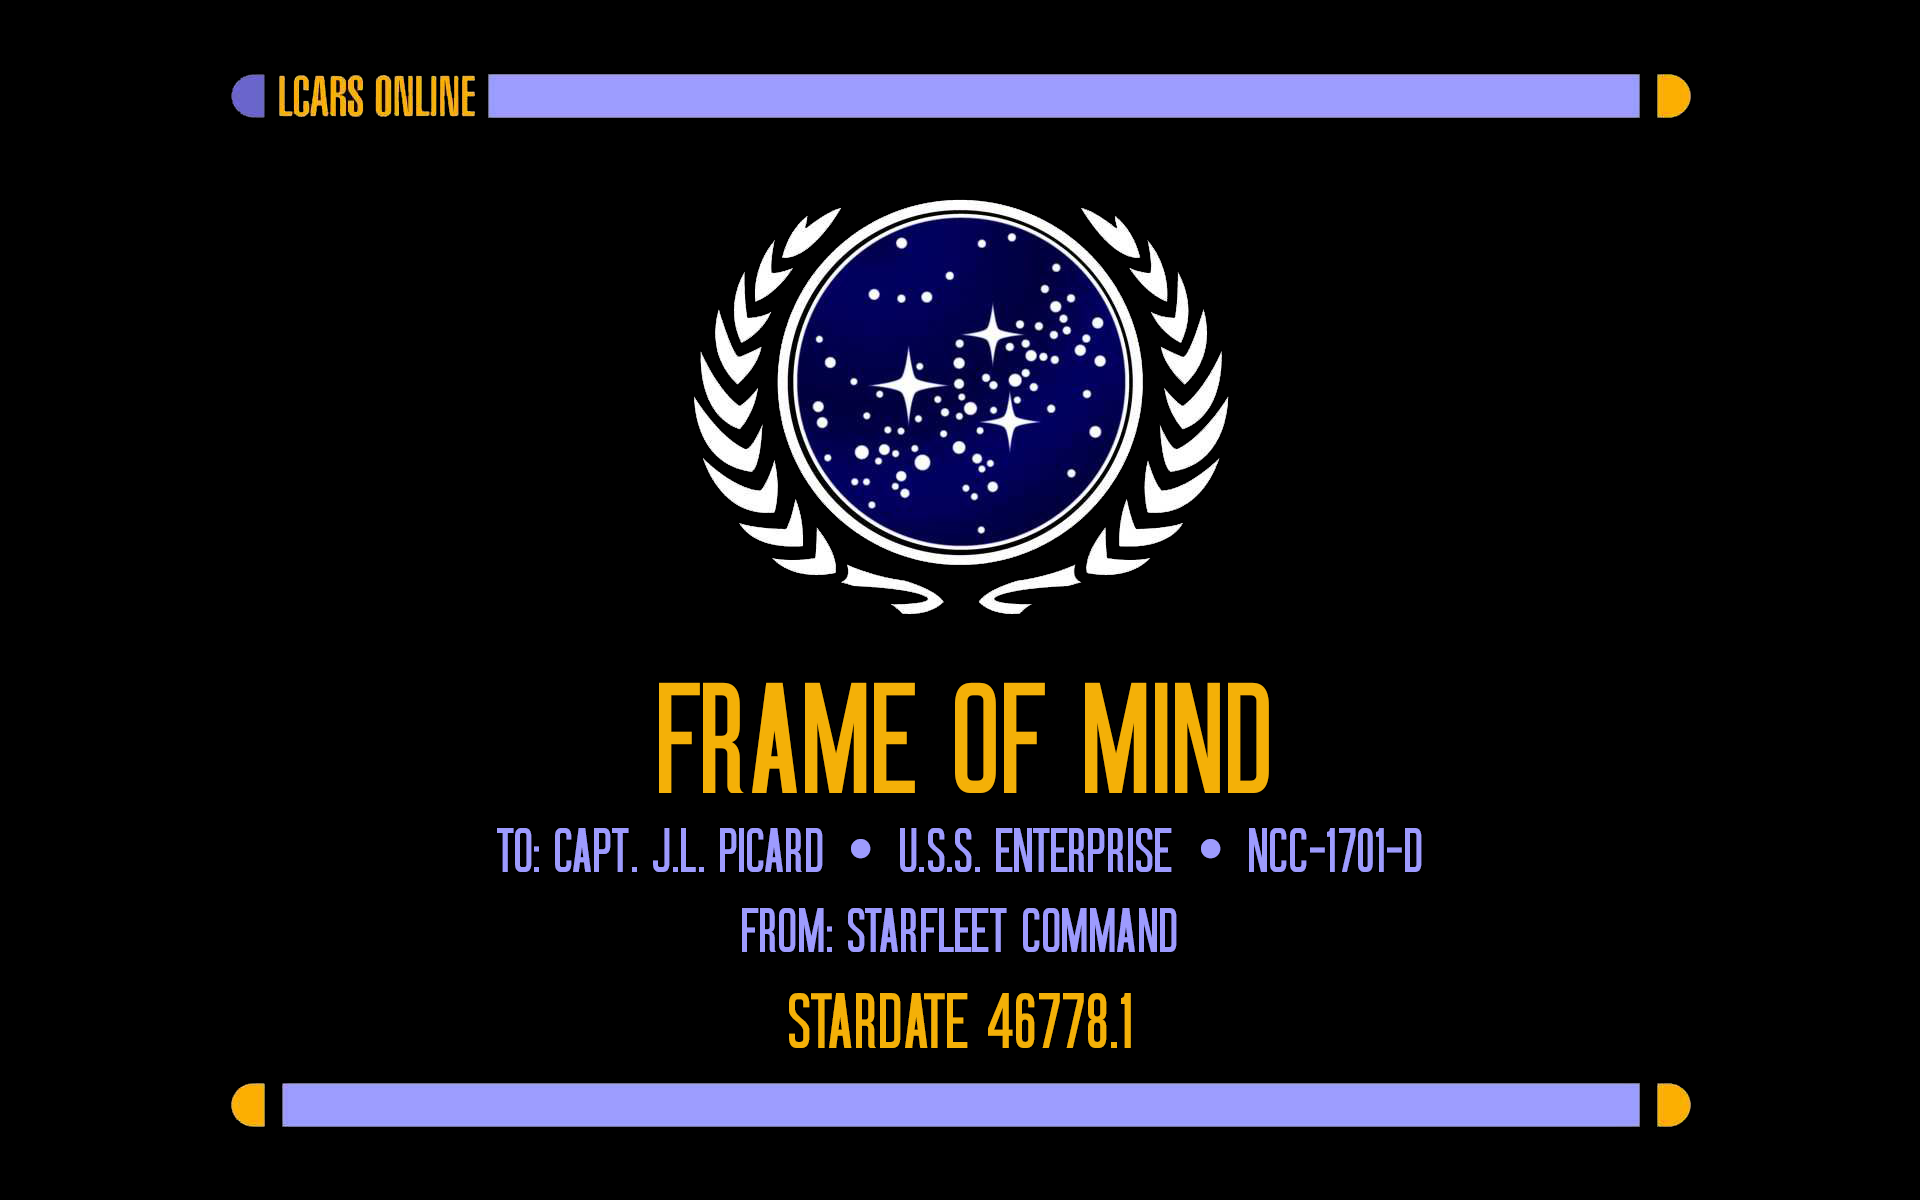 LCARS ONLINE
FRAME OF MIND
TO: CAPT. J.L. PICARD • U.S.S. ENTERPRISE • NCC-1701-D
FROM: STARFLEET COMMAND
STARDATE 46778.1